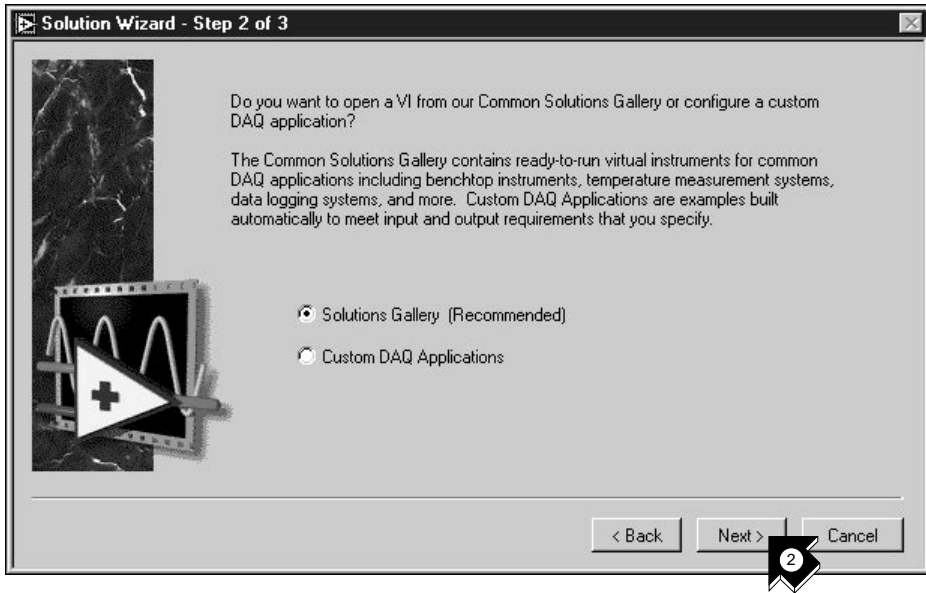 Solution Wizard - Step 2 of 3
Do you want to open a VI from our Common Solutions Gallery or configure a custom
DAQ application?
The Common Solutions Gallery contains ready-to-run virtual instruments for common
DAQ applications including benchtop instruments, temperature measurement systems,
data logging systems, and more. Custom DAQ Applications are examples built
automatically to meet input and output requirements that you specify.
Solutions Gallery (Recommended)
Custom DAQ Applications
< Back
Next >
Cancel
2